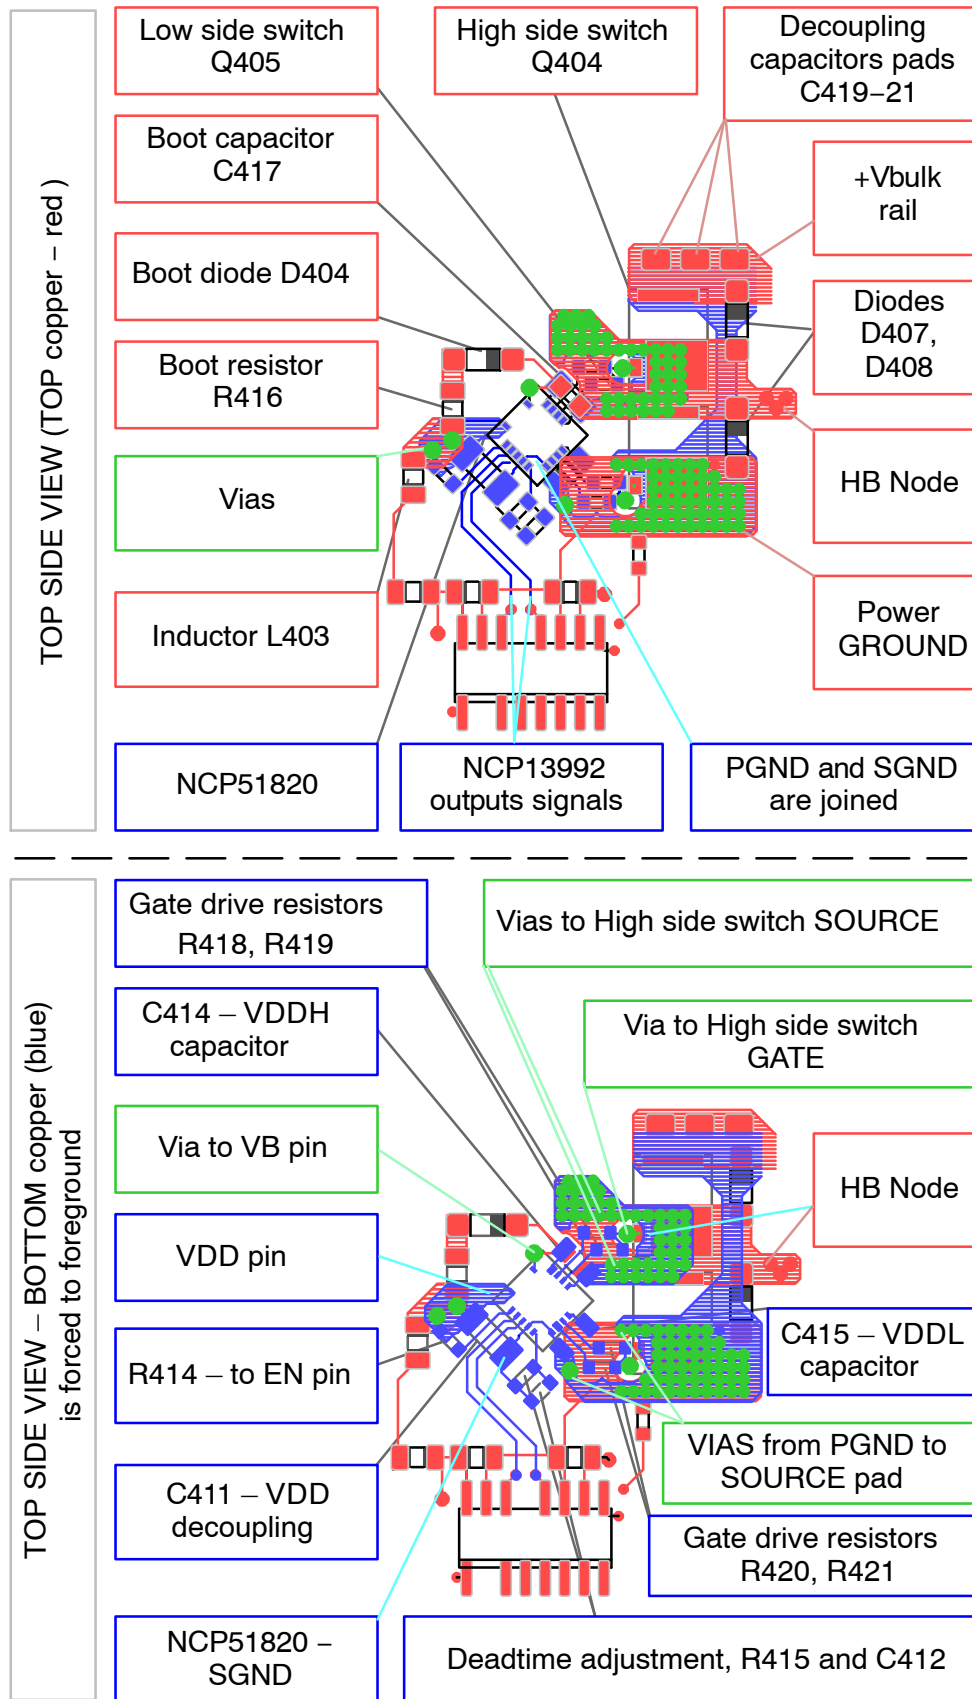 TOP SIDE VIEW (TOP copper – red )
Low side switch
Q405
High side switch
Q404
Decoupling
capacitors pads
C419–21
Boot capacitor
C417
+Vbulk
rail
Boot diode D404
Diodes
D407,
D408
Boot resistor
R416
Vias
HB Node
Inductor L403
Power
GROUND
NCP51820
NCP13992
outputs signals
PGND and SGND
are joined
TOP SIDE VIEW – BOTTOM copper (blue)
is forced to foreground
Gate drive resistors
R418, R419
Vias to High side switch SOURCE
C414 – VDDH
capacitor
Via to High side switch
GATE
Via to VB pin
HB Node
VDD pin
C415 – VDDL
capacitor
R414 – to EN pin
VIAS from PGND to
SOURCE pad
C411 – VDD
decoupling
Gate drive resistors
R420, R421
NCP51820 –
SGND
Deadtime adjustment, R415 and C412